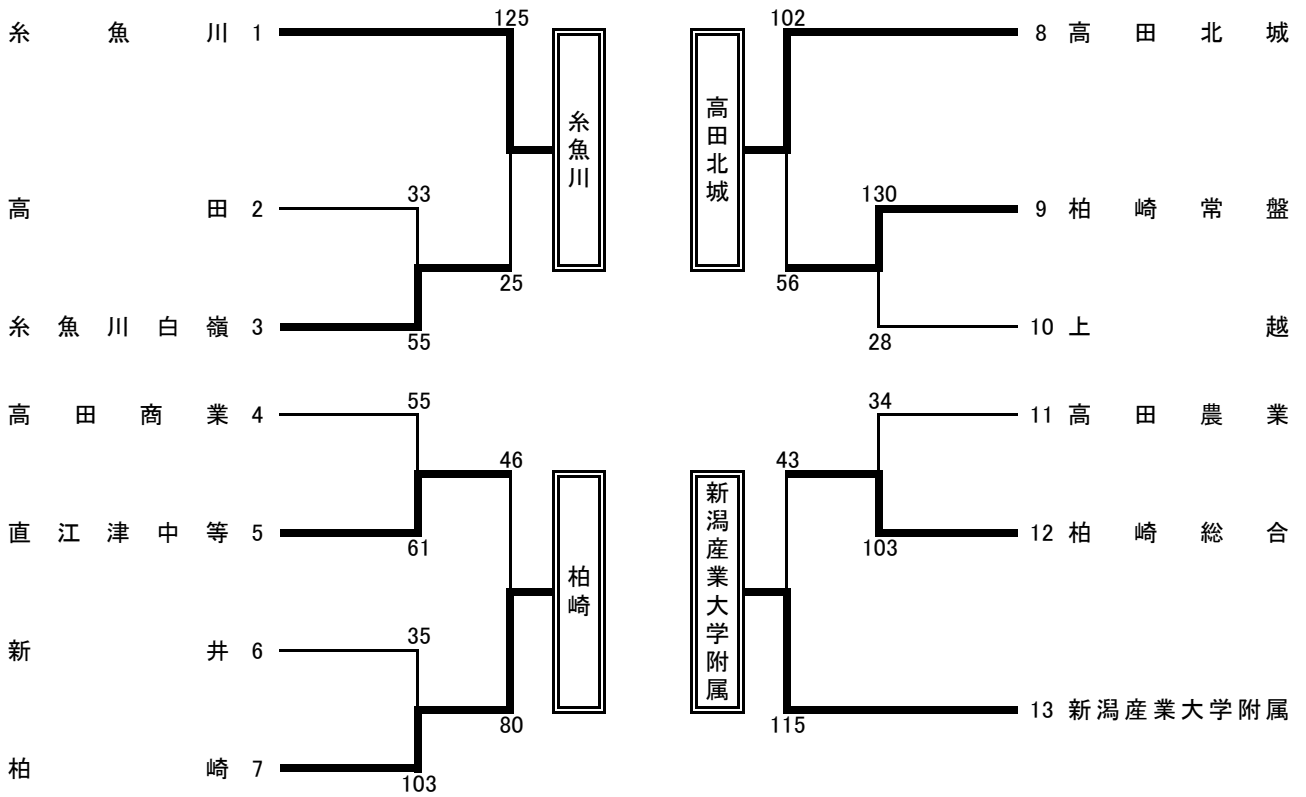 糸魚川 1
125
糸魚川
高田 2
33
25
糸魚川白嶺 3
55
高田商業 4
55
46
直江津中等 5
61
柏崎
新井 6
35
80
柏崎 7
103
102
8 高田北城
高田北城
130
9 柏崎常盤
56
28
10 上越
34
11 高田農業
43
新潟産業大学附属
103
12 柏崎総合
115
13 新潟産業大学附属